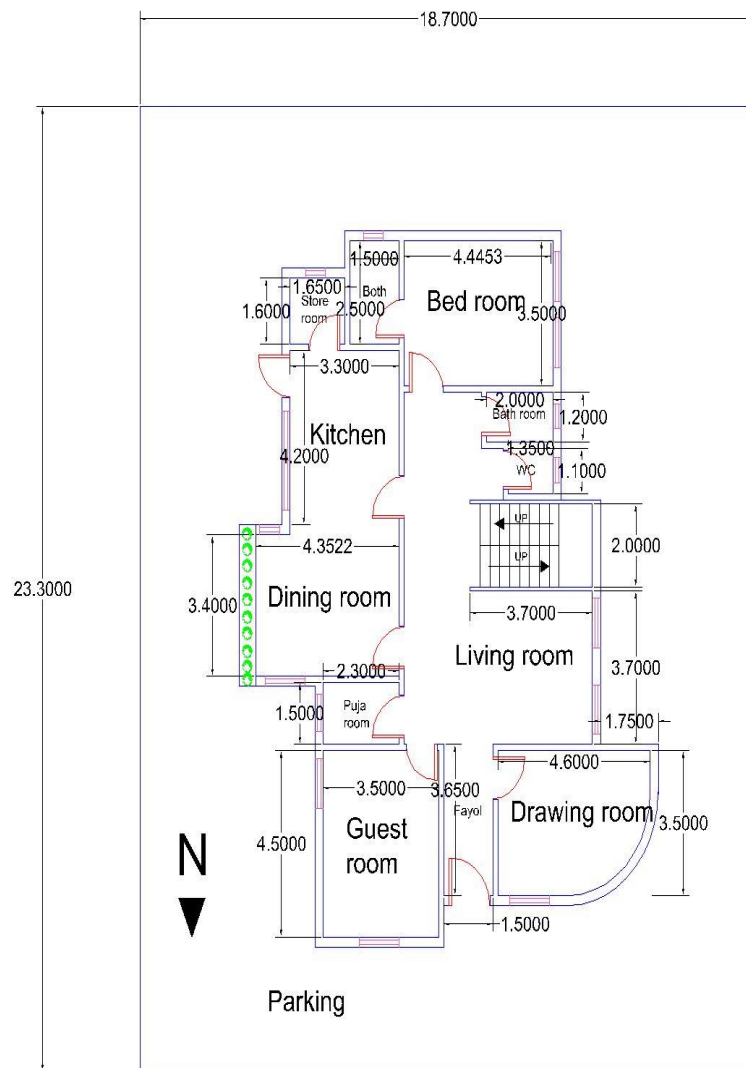 18.7000
1.5000
4.4453
1.6500
Both
Bed room
1.6000
Store
room
2.5000
3.5000
3.3000
2.0000
Bath room
1.2000
Kitchen
1.3500
4.2000
WC
1.1000
UP
4.3522
2.0000
UP
23.3000
3.4000
Dining room
3.7000
Living room
2.3000
3.7000
1.5000
Puja
room
1.7500
4.6000
3.5000
3.6500
Fayol
Drawing room
Guest
room
3.5000
4.5000
N
1.5000
Parking